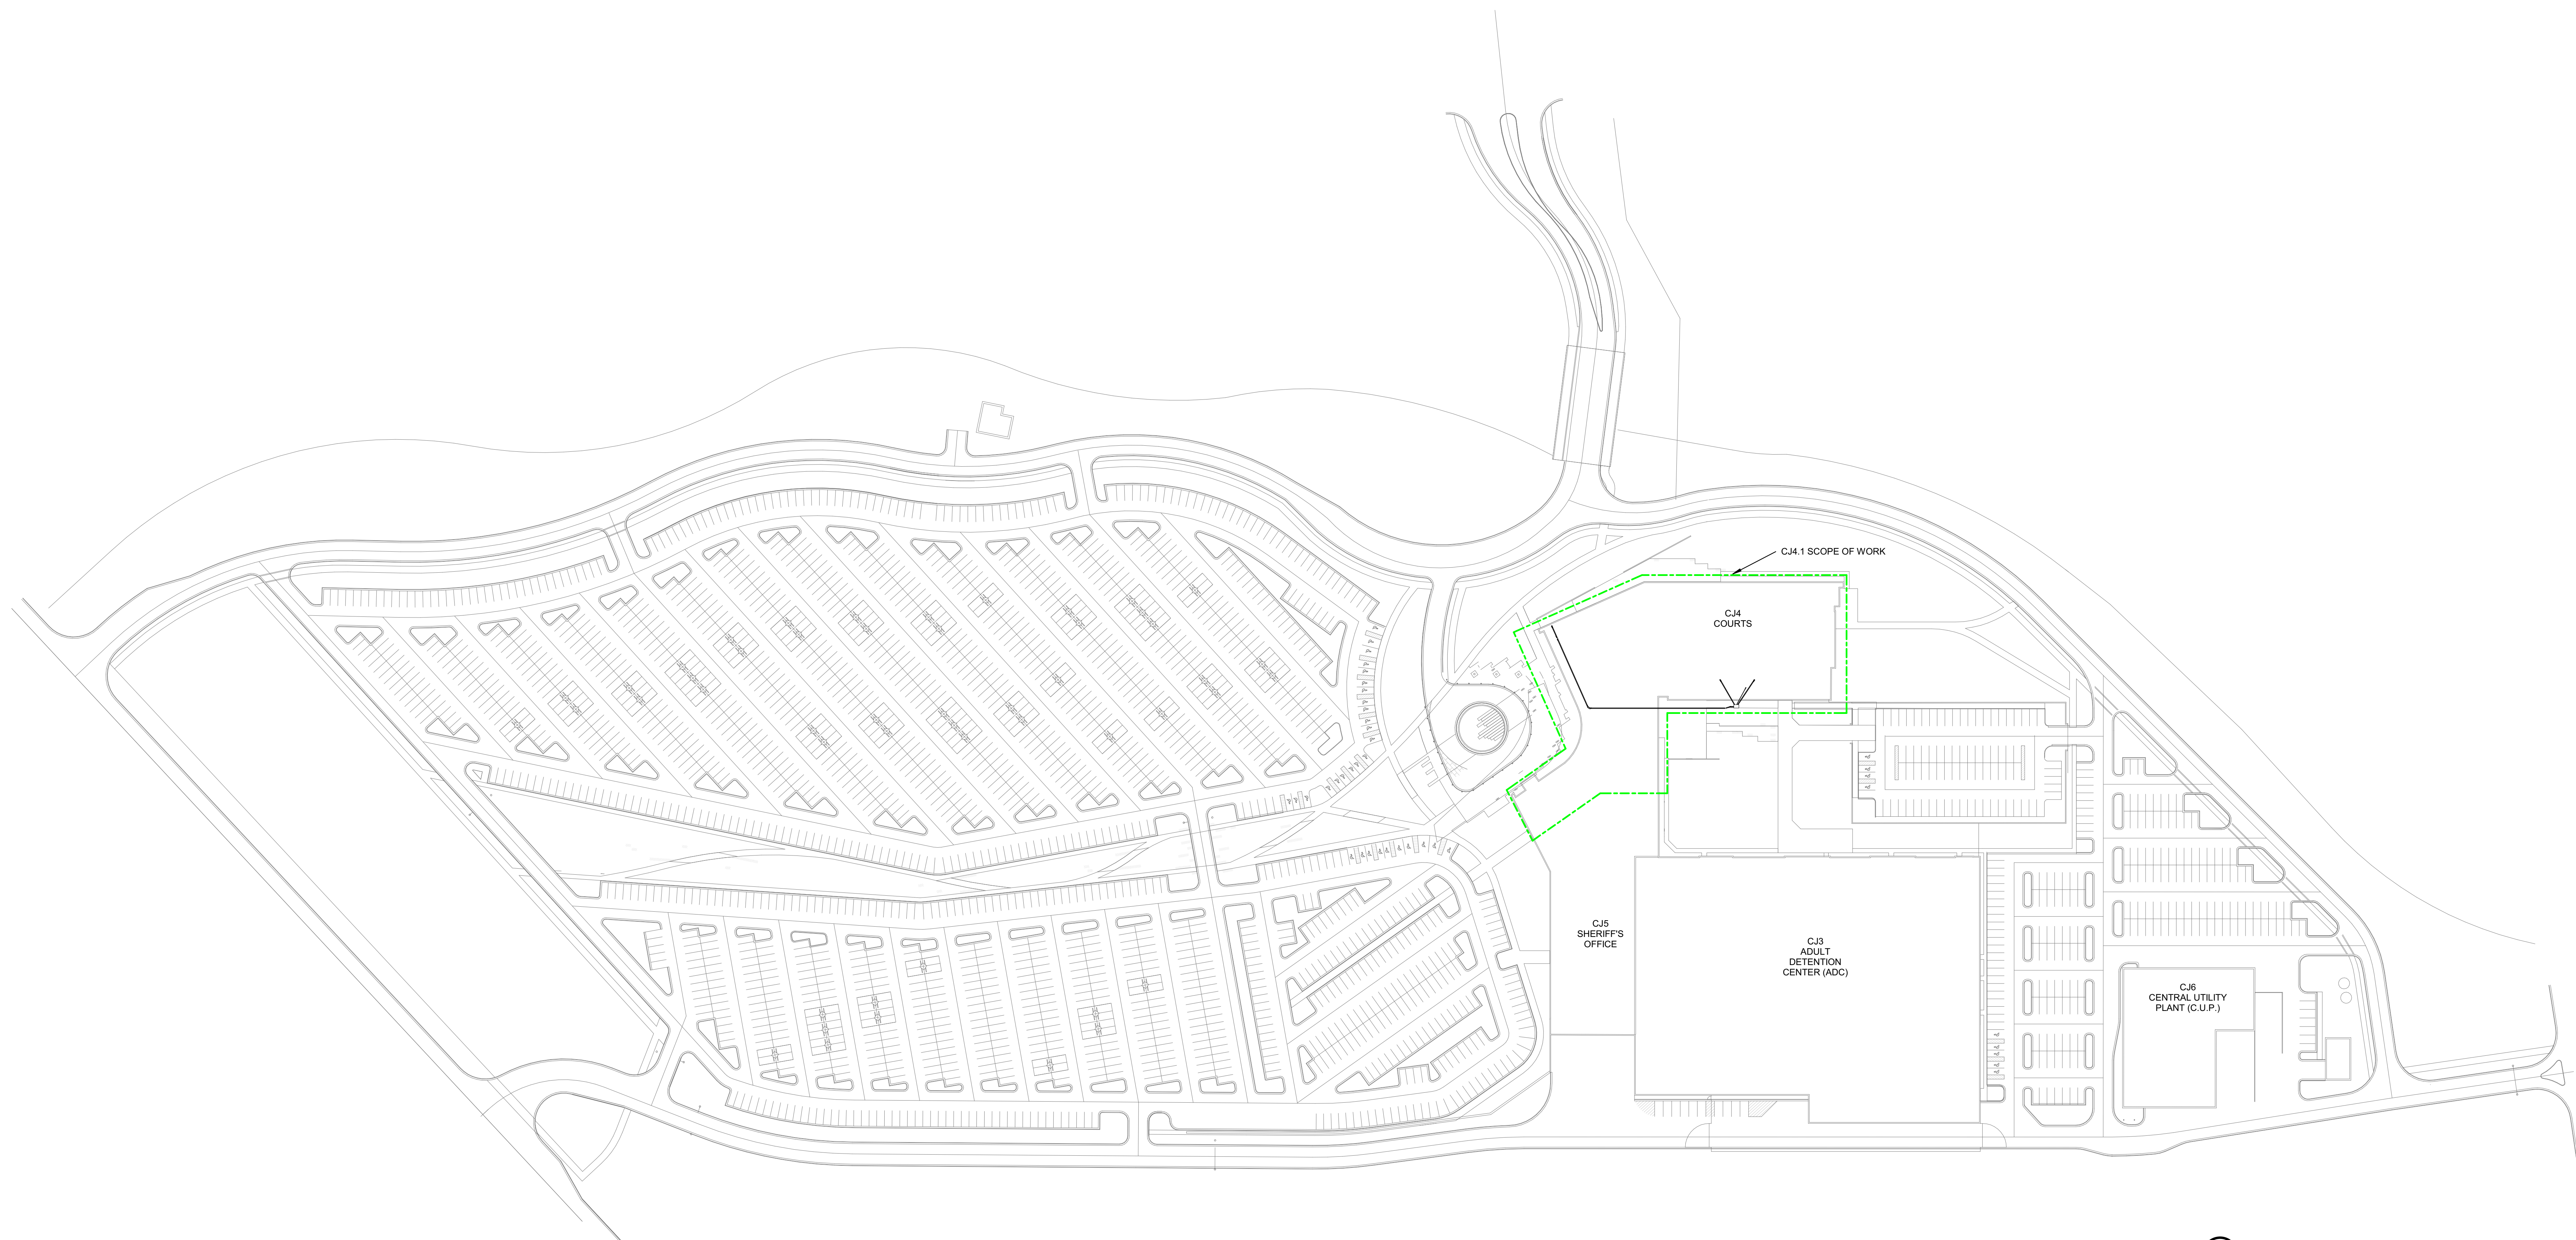 CJ4.1 SCOPE OF WORK
CJ4
COURTS
CJ5
SHERIFF'S
OFFICE
CJ3
ADULT
DETENTION
CENTER (ADC)
CJ6
CENTRAL UTILITY
PLANT (C.U.P.)